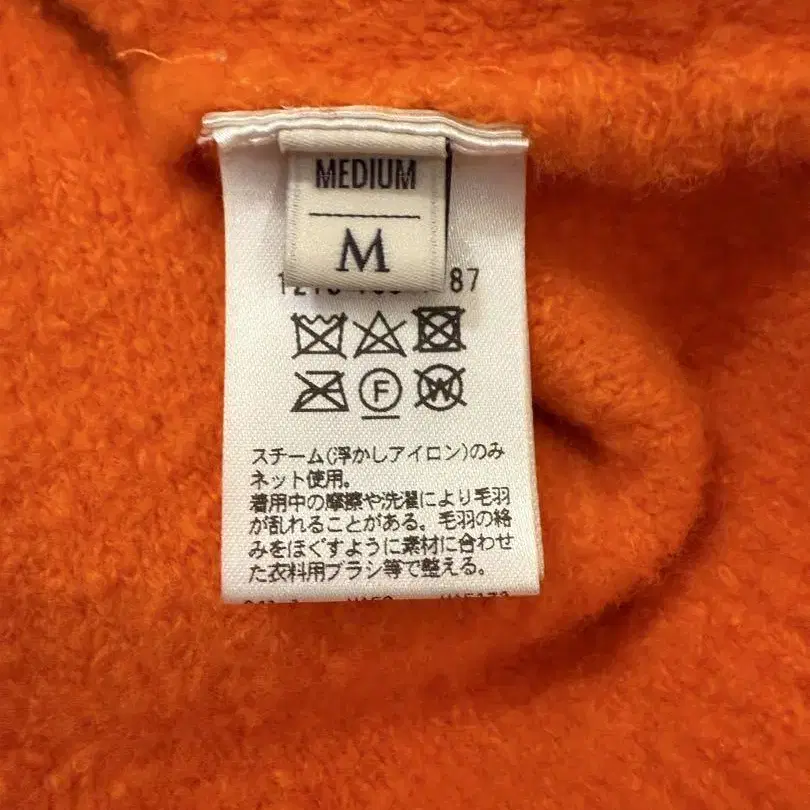 MEDIUM
M
87
F
W
スチーム(浮かしアイロン)のみ
ネット使用。
着用中の摩擦や洗濯により毛羽
が乱れることがある。毛羽の絡
みをほぐすように素材に合わせ
た衣料用ブラシ等で整える。